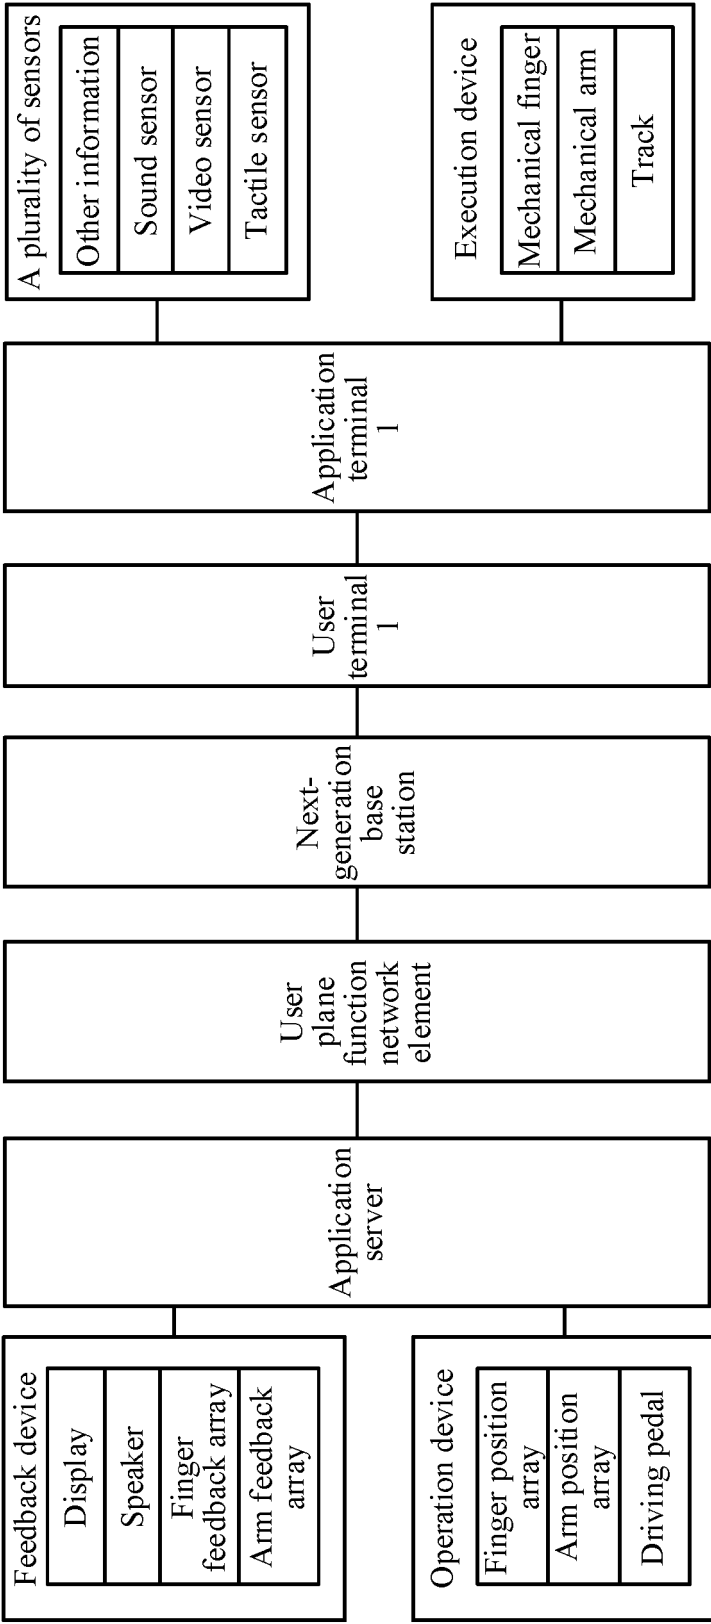 Feedback device
Display
Speaker
Finger
feedback array
Arm feedback
array
Operation device
Finger position
array
Arm position
array
Driving pedal
Application
server
User
plane
function
network
element
Next-
generation
base
station
User
terminal
1
Application
terminal
1
A plurality of sensors
Other information
Sound sensor
Video sensor
Tactile sensor
Execution device
Mechanical finger
Mechanical arm
Track